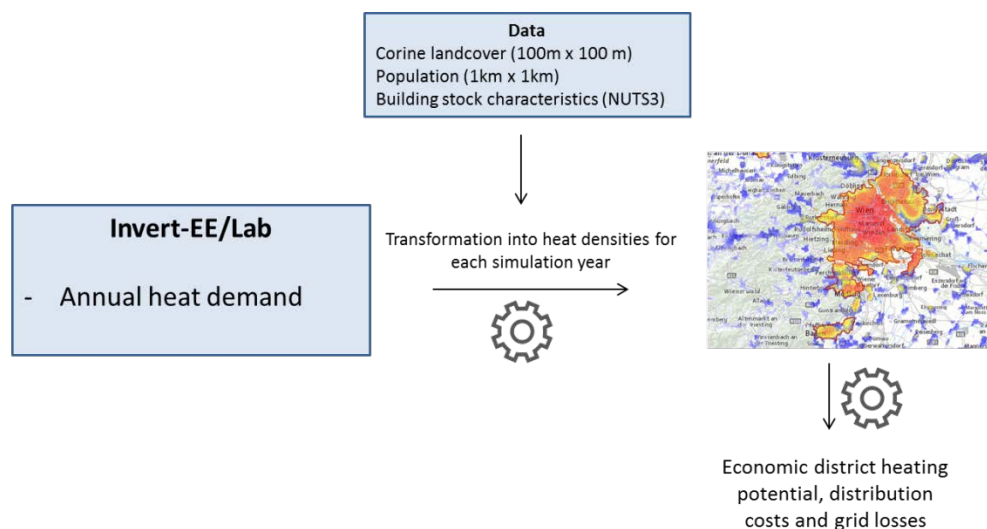 Data
Corine landcover (100m x 100 m)
Population (1km x 1km)
Building stock characteristics (NUTS3)
Invert-EE/Lab
- Annual heat demand
Transformation into heat densities for
each simulation year
Klosterneuburg
Wien
Economic district heating
potential, distribution
costs and grid losses